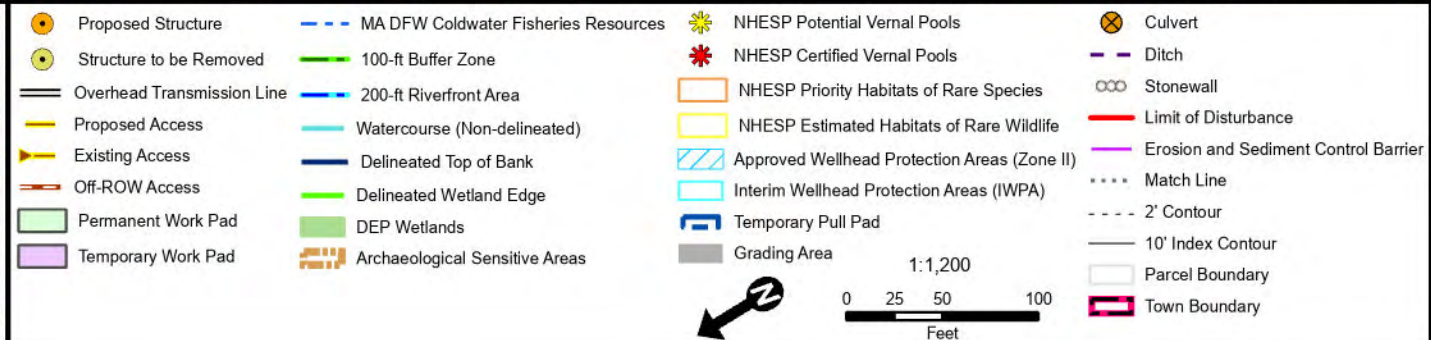 Proposed Structure
Structure to be Removed
Overhead Transmission Line
Proposed Access
Existing Access
Off-ROW Access
Permanent Work Pad
Temporary Work Pad
MA DFW Coldwater Fisheries Resources
100-ft Buffer Zone
200-ft Riverfront Area
Watercourse (Non-delineated)
Delineated Top of Bank
Delineated Wetland Edge
DEP Wetlands
Archaeological Sensitive Areas
NHESP Potential Vernal Pools
NHESP Certified Vernal Pools
NHESP Priority Habitats of Rare Species
NHESP Estimated Habitats of Rare Wildlife
Approved Wellhead Protection Areas (Zone II)
Interim Wellhead Protection Areas (IWPA)
Temporary Pull Pad
Grading Area
N
1:1,200
0 25 50 100
Feet
Culvert
Ditch
Stonewall
Limit of Disturbance
Erosion and Sediment Control Barrier
Match Line
2' Contour
10' Index Contour
Parcel Boundary
Town Boundary